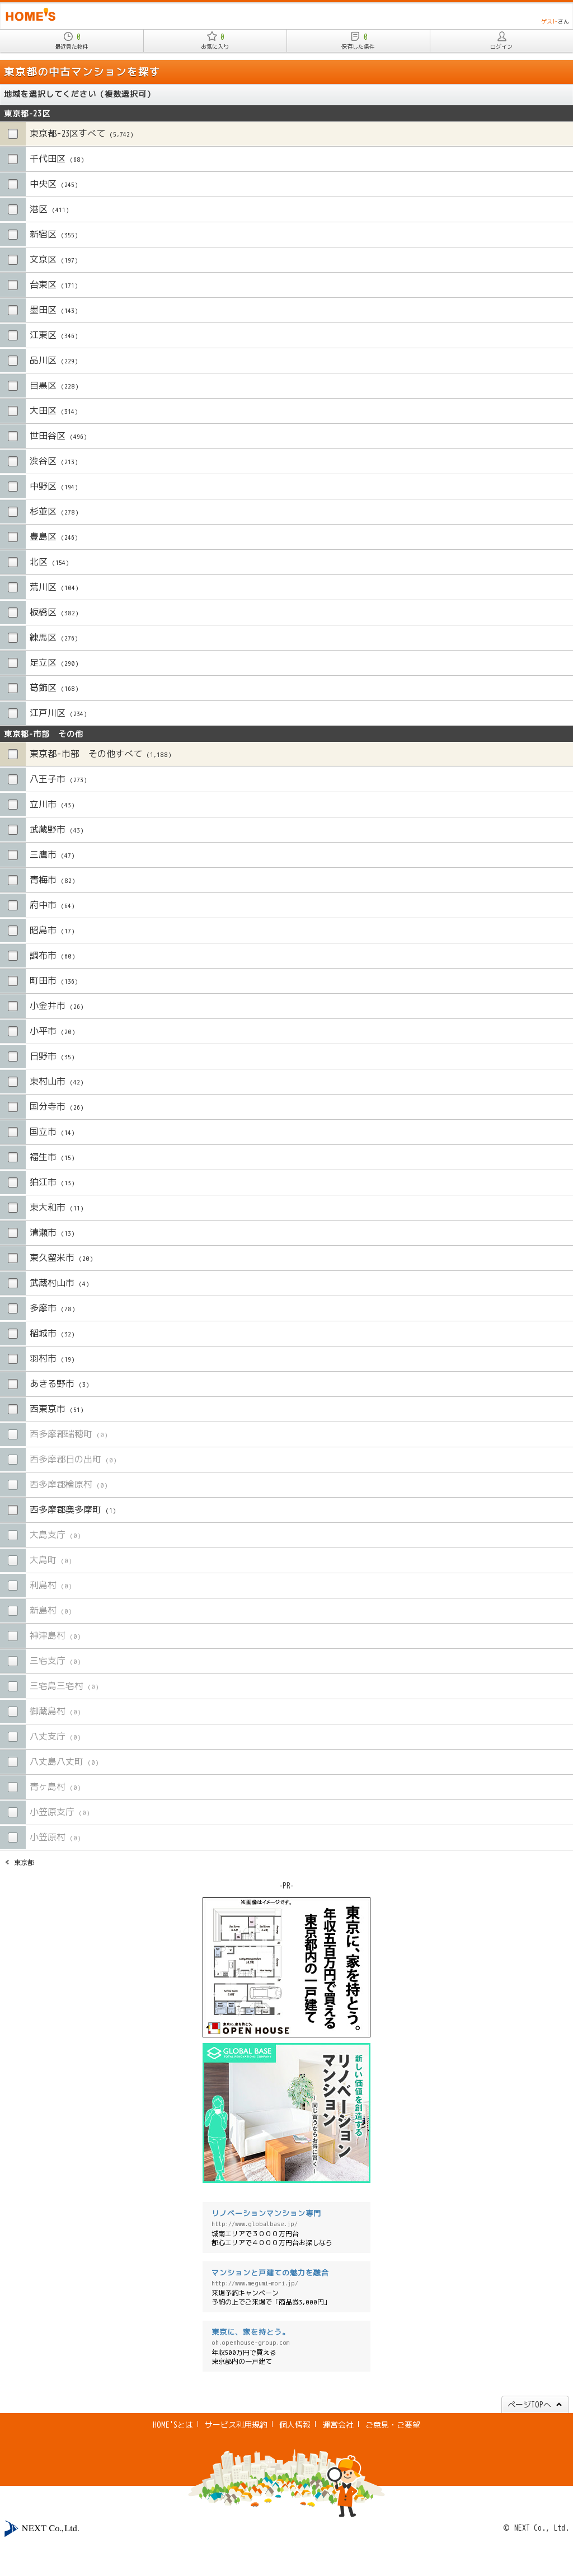 HOME'S
ゲストさん
0
最近見た物件
0
お気に入り
0
保存した条件
ログイン
東京都の中古マンションを探す
地域を選択してください（複数選択可）
東京都-23区
東京都-23区すべて (5,742)
千代田区 (68)
中央区 (245)
港区 (411)
新宿区 (355)
文京区 (197)
台東区 (171)
墨田区 (143)
江東区 (346)
品川区 (229)
目黒区 (228)
大田区 (314)
世田谷区 (496)
渋谷区 (213)
中野区 (194)
杉並区 (278)
豊島区 (246)
北区 (154)
荒川区 (104)
板橋区 (382)
練馬区 (276)
足立区 (290)
葛飾区 (168)
江戸川区 (234)
東京都-市部　その他
東京都-市部　その他すべて (1,188)
八王子市 (273)
立川市 (43)
武蔵野市 (43)
三鷹市 (47)
青梅市 (82)
府中市 (64)
昭島市 (17)
調布市 (60)
町田市 (136)
小金井市 (26)
小平市 (20)
日野市 (35)
東村山市 (42)
国分寺市 (26)
国立市 (14)
福生市 (15)
狛江市 (13)
東大和市 (11)
清瀬市 (13)
東久留米市 (20)
武蔵村山市 (4)
多摩市 (78)
稲城市 (32)
羽村市 (19)
あきる野市 (3)
西東京市 (51)
西多摩郡瑞穂町 (0)
西多摩郡日の出町 (0)
西多摩郡檜原村 (0)
西多摩郡奥多摩町 (1)
大島支庁 (0)
大島町 (0)
利島村 (0)
新島村 (0)
神津島村 (0)
三宅支庁 (0)
三宅島三宅村 (0)
御蔵島村 (0)
八丈支庁 (0)
八丈島八丈町 (0)
青ヶ島村 (0)
小笠原支庁 (0)
小笠原村 (0)
東京都
-PR-
※画像はイメージです。
東京に、家を持とう。
年収五百万円で買える
東京都内の一戸建て
東京に、家を持とう。
OPEN HOUSE
GLOBAL BASE
新しい価値を創造する
リノベーション
マンション
―同じ買うならお得に賢く―
リノベーションマンション専門
http://www.globalbase.jp/
城南エリアで３０００万円台
都心エリアで４０００万円台お探しなら
マンションと戸建ての魅力を融合
http://www.megumi-mori.jp/
来場予約キャンペーン
予約の上でご来場で「商品券3,000円」
東京に、家を持とう。
oh.openhouse-group.com
年収500万円で買える
東京都内の一戸建て
ページTOPへ
HOME'Sとは | サービス利用規約 | 個人情報 | 運営会社 | ご意見・ご要望
NEXT Co., Ltd.
© NEXT Co., Ltd.